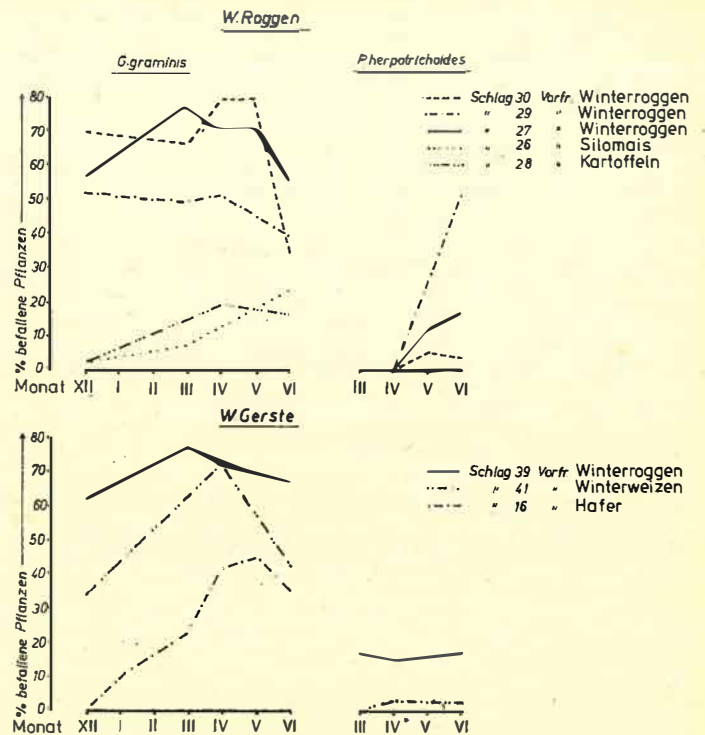 W. Roggen
G. graminis
P herpotrichoides
% befallene Pflanzen
80
70
60
50
40
30
20
10
0
Monat XII I II III IV V VI
III IV V VI
Schlag 30 Vorfr. Winterroggen
" 29 " Winterroggen
" 27 " Winterroggen
" 26 " Silomais
" 28 " Kartoffeln
W Gerste
% befallene Pflanzen
80
70
60
50
40
30
20
10
0
Monat XII I II III IV V VI
III IV V VI
Schlag 39 Vorfr. Winterroggen
" 41 " Winterweizen
" 16 " Hafer